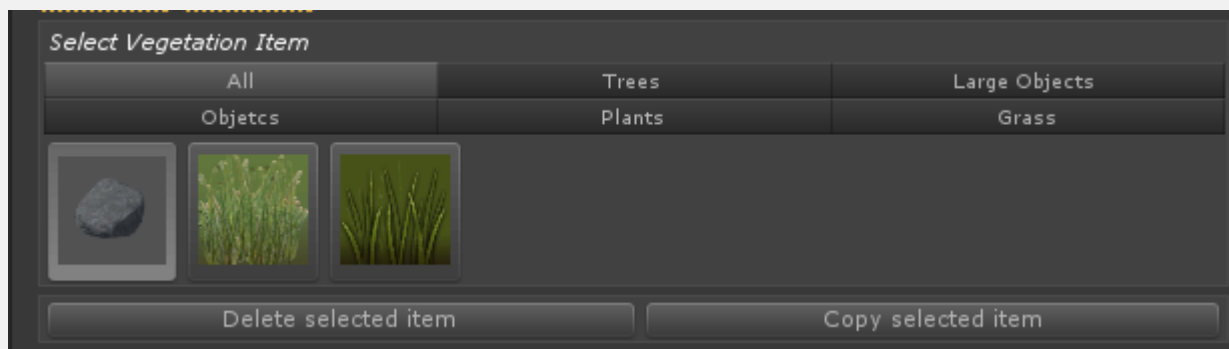 Select Vegetation Item
All Trees Large Objects
Objetcs Plants Grass
Delete selected item Copy selected item